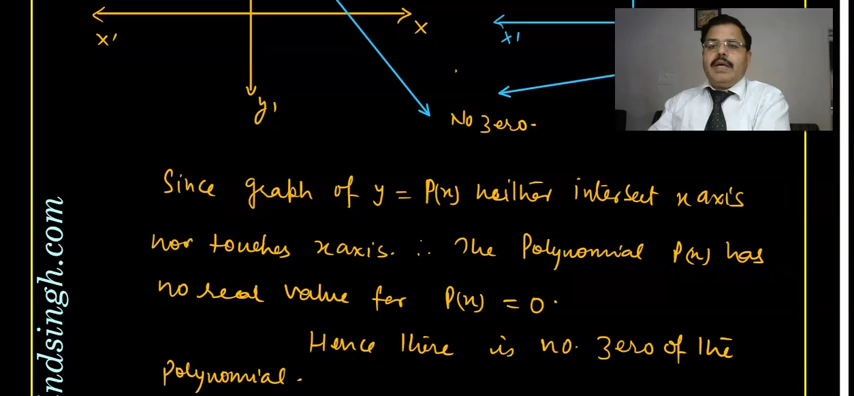 x'
x
x'
y'
No zero.
Since graph of y = P(x) neither intersect x axis
nor touches x axis. ∴ The Polynomial P(x) has
no real value for P(x) = 0.
Hence there is no. zero of the
Polynomial.
ndsingh.com